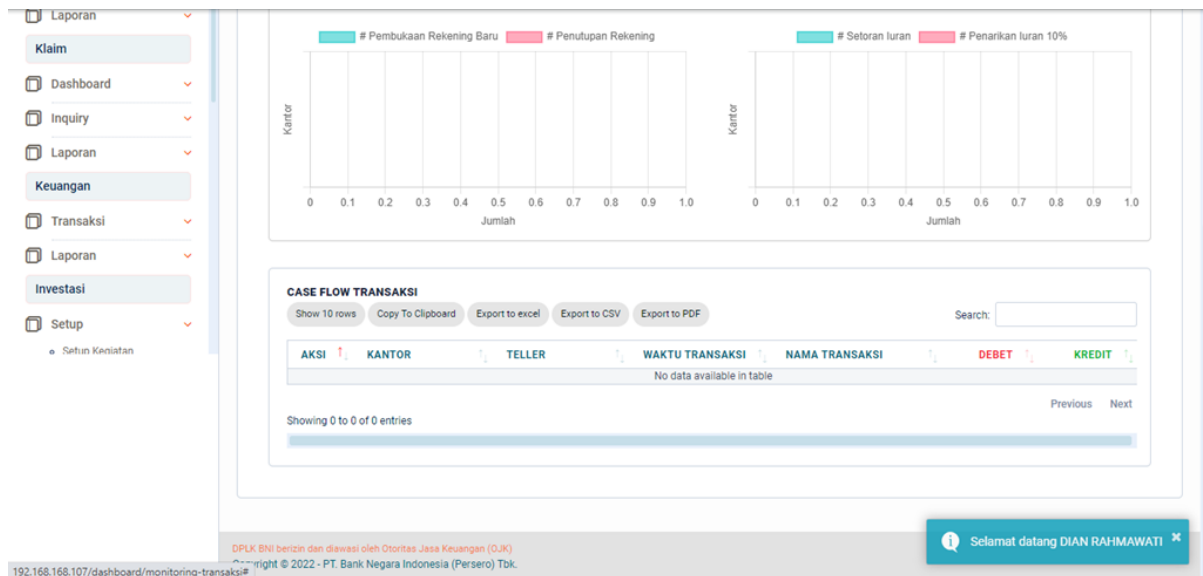 Laporan
Klaim
Dashboard
Inquiry
Laporan
Keuangan
Transaksi
Laporan
Investasi
Setup
Setup Kegiatan
# Pembukaan Rekening Baru # Penutupan Rekening
Kantor
0 0.1 0.2 0.3 0.4 0.5 0.6 0.7 0.8 0.9 1.0
Jumlah
# Setoran Iuran # Penarikan Iuran 10%
Kantor
0 0.1 0.2 0.3 0.4 0.5 0.6 0.7 0.8 0.9 1.0
Jumlah
CASE FLOW TRANSAKSI
Show 10 rows Copy To Clipboard Export to excel Export to CSV Export to PDF Search:
AKSI KANTOR TELLER WAKTU TRANSAKSI NAMA TRANSAKSI DEBET KREDIT
No data available in table
Previous Next
Showing 0 to 0 of 0 entries
DPLK BNI berizin dan diawasi oleh Otoritas Jasa Keuangan (OJK)
Copyright © 2022 - PT. Bank Negara Indonesia (Persero) Tbk.
Selamat datang DIAN RAHMAWATI ×
192.168.168.107/dashboard/monitoring-transaksi#